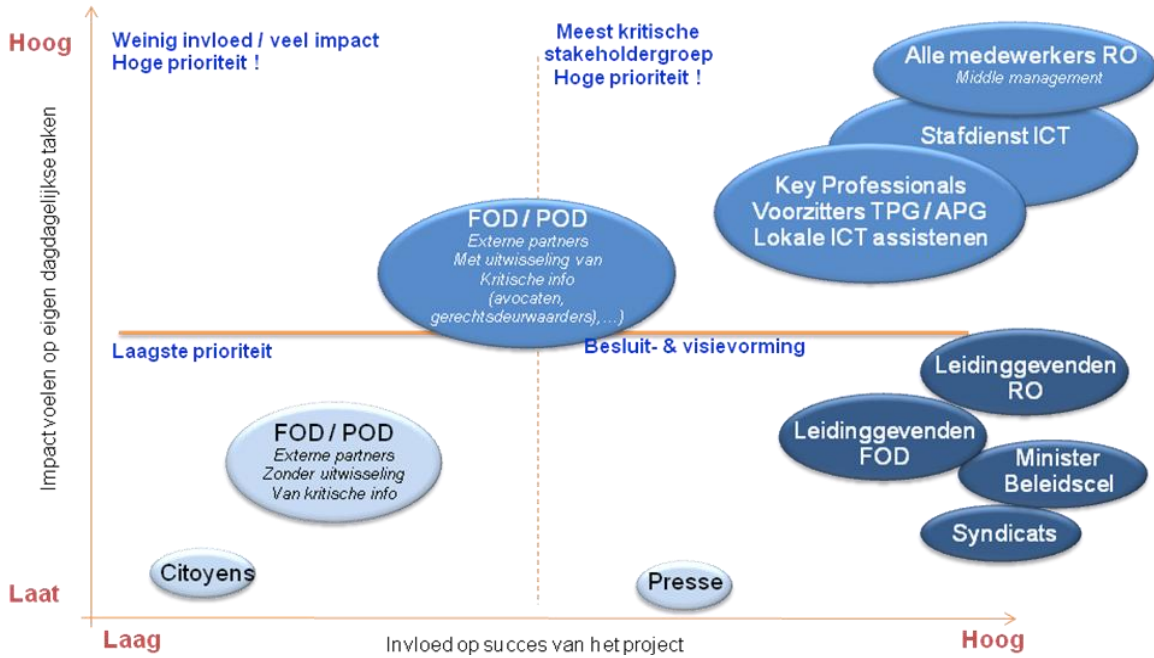 Hoog
Weinig invloed / veel impact
Hoge prioriteit !
Meest kritische
stakeholdergroep
Hoge prioriteit !
Alle medewerkers RO
Middle management
Stafdienst ICT
Key Professionals
Voorzitters TPG / APG
Lokale ICT assistenen
FOD / POD
Externe partners
Met uitwisseling van
Kritische info
(avocaten,
gerechtsdeurwaarders),...)
Impact voelen op eigen dagdagelijkse taken
Laagste prioriteit
Besluit- & visievorming
Leidinggevenden
RO
Leidinggevenden
FOD
Minister
Beleidscel
Syndicats
FOD / POD
Externe partners
Zonder uitwisseling
Van kritische info
Citoyens
Presse
Laat
Laag
Invloed op succes van het project
Hoog